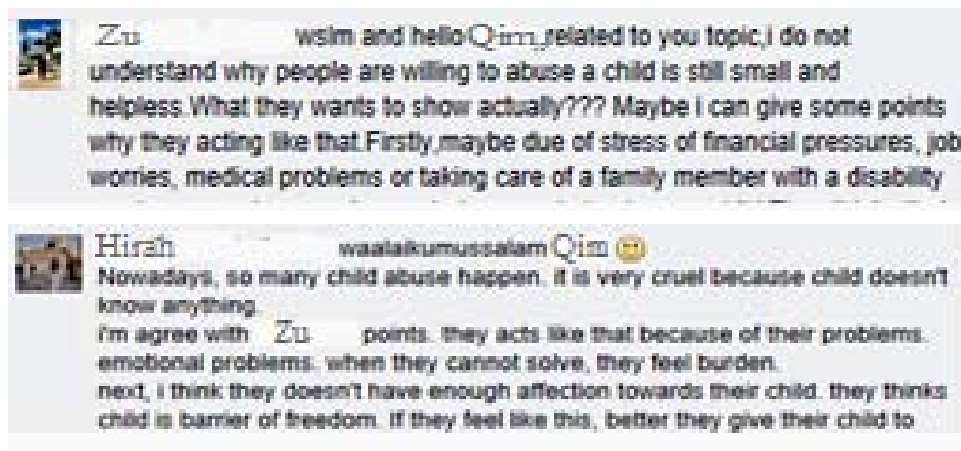 Zu wslm and hello Qim,related to you topic,i do not
understand why people are willing to abuse a child is still small and
helpless.What they wants to show actually??? Maybe i can give some points
why they acting like that.Firstly,maybe due of stress of financial pressures, job
worries, medical problems or taking care of a family member with a disability
Hirah waalaikumussalam Qim
Nowadays, so many child abuse happen. it is very cruel because child doesn't
know anything.
i'm agree with Zu points. they acts like that because of their problems.
emotional problems. when they cannot solve, they feel burden.
next, i think they doesn't have enough affection towards their child. they thinks
child is barrier of freedom. If they feel like this, better they give their child to